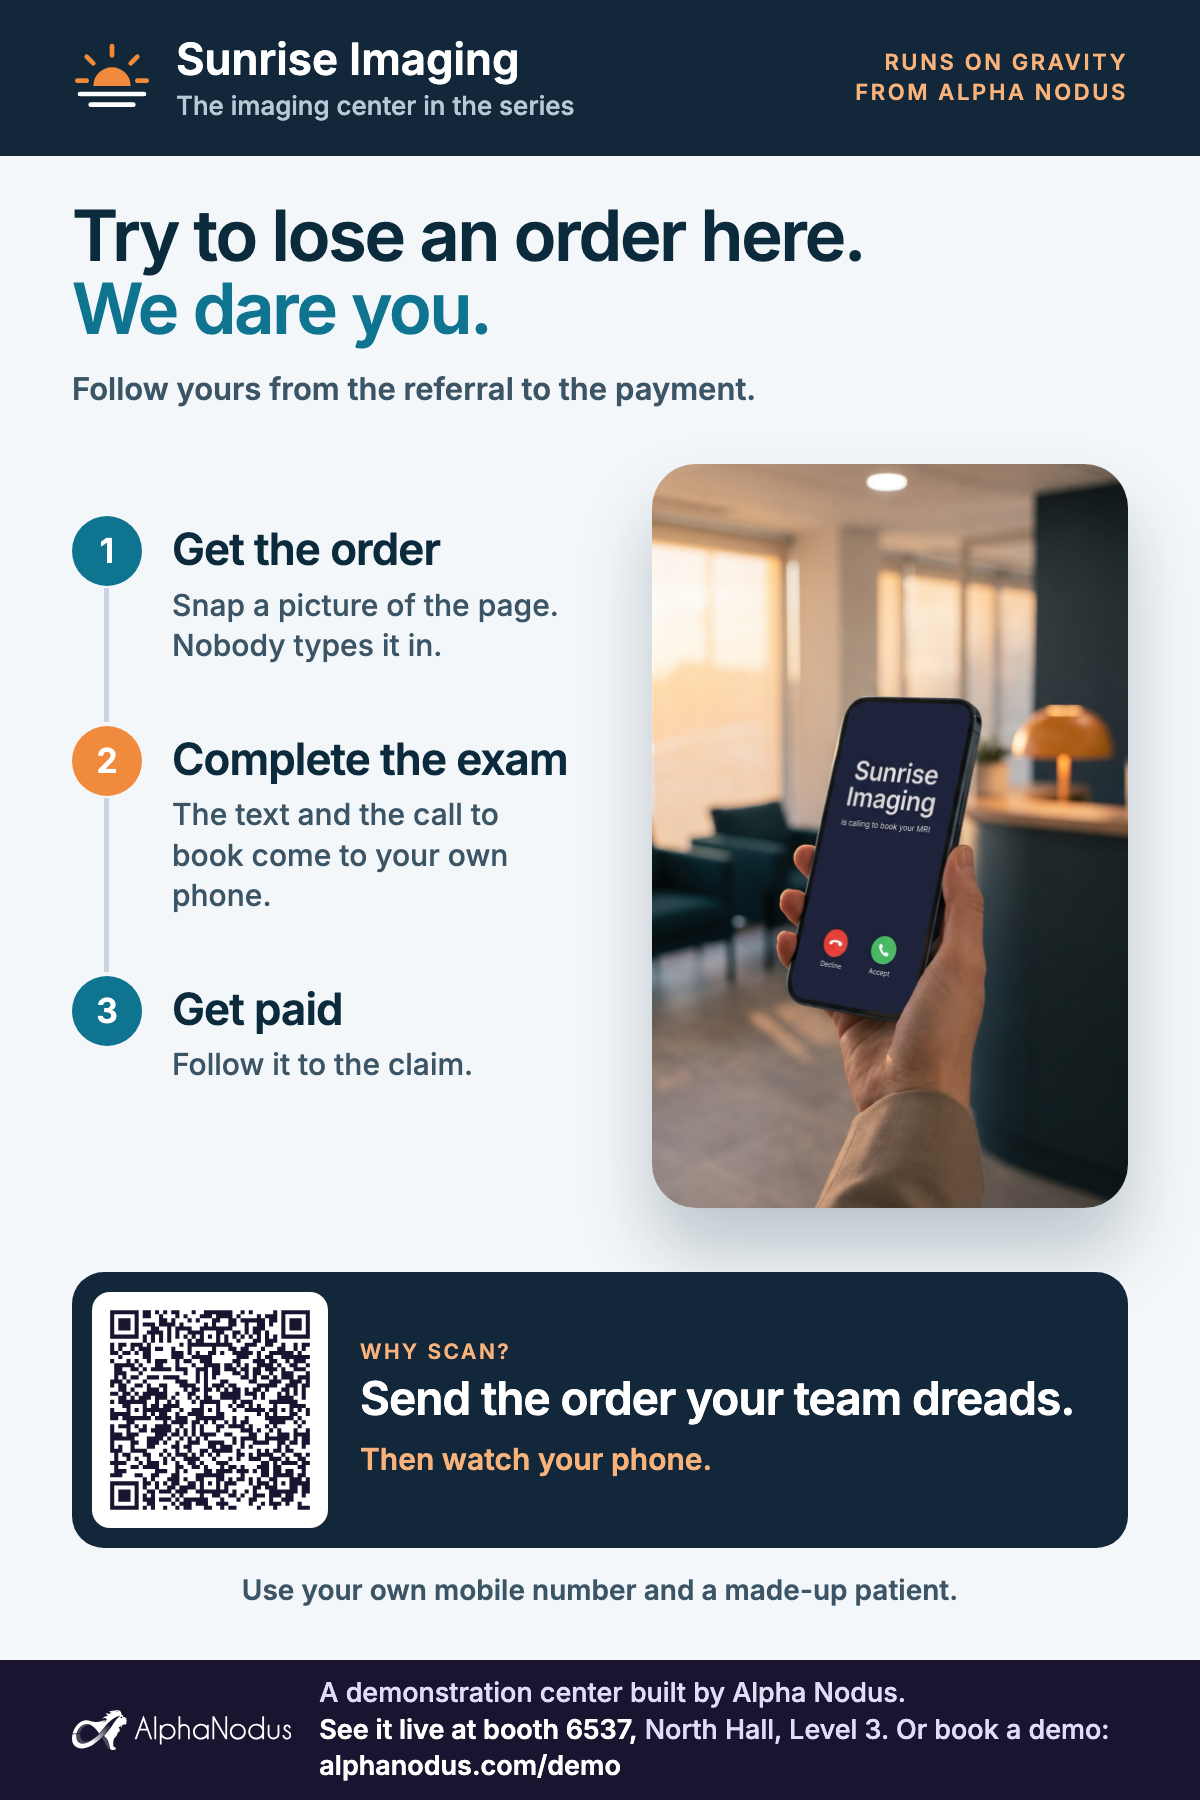 Sunrise Imaging
The imaging center in the series
RUNS ON GRAVITY
FROM ALPHA NODUS
Try to lose an order here.
We dare you.
Follow yours from the referral to the payment.
1
Get the order
Snap a picture of the page.
Nobody types it in.
2
Complete the exam
The text and the call to
book come to your own
phone.
3
Get paid
Follow it to the claim.
Sunrise
Imaging
is calling to book your MRI
Decline
Accept
WHY SCAN?
Send the order your team dreads.
Then watch your phone.
Use your own mobile number and a made-up patient.
AlphaNodus
A demonstration center built by Alpha Nodus.
See it live at booth 6537, North Hall, Level 3. Or book a demo:
alphanodus.com/demo